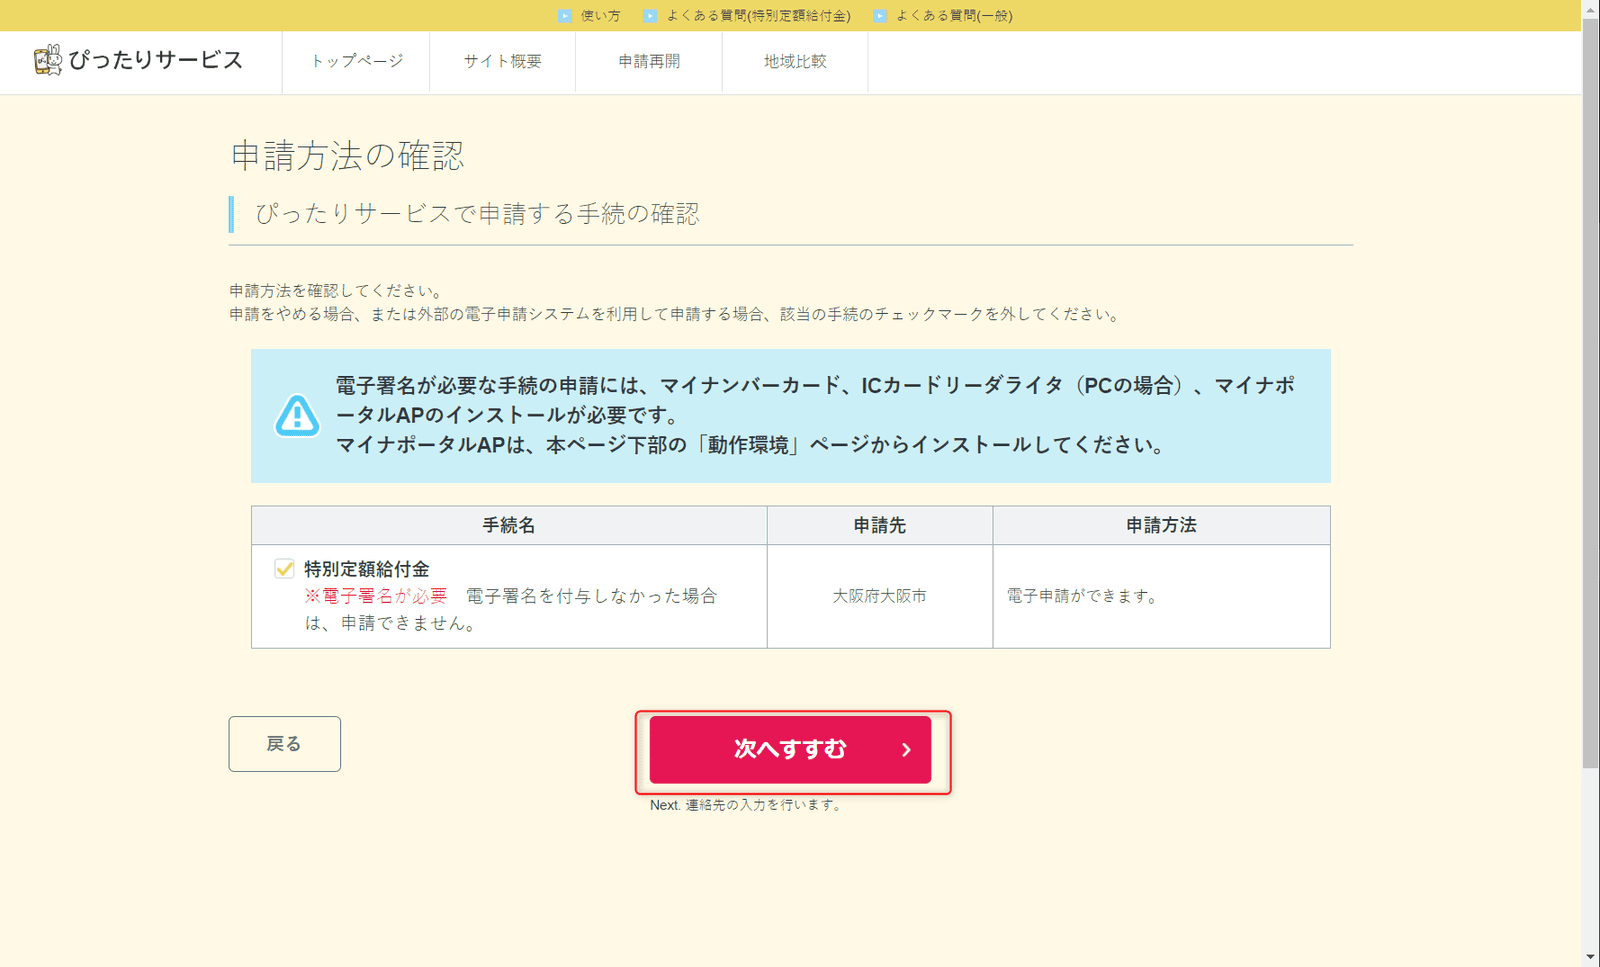 使い方 よくある質問(特別定額給付金) よくある質問(一般)
ぴったりサービス トップページ サイト概要 申請再開 地域比較
申請方法の確認
ぴったりサービスで申請する手続の確認
申請方法を確認してください。
申請をやめる場合、または外部の電子申請システムを利用して申請する場合、該当の手続のチェックマークを外してください。
電子署名が必要な手続の申請には、マイナンバーカード、ICカードリーダライタ（PCの場合）、マイナポ
ータルAPのインストールが必要です。
マイナポータルAPは、本ページ下部の「動作環境」ページからインストールしてください。
手続名 申請先 申請方法
特別定額給付金
※電子署名が必要　電子署名を付与しなかった場合
は、申請できません。
大阪府大阪市
電子申請ができます。
戻る
次へすすむ
Next. 連絡先の入力を行います。